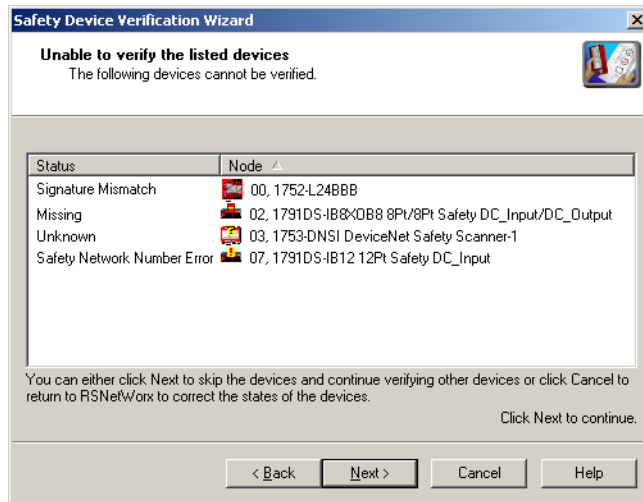 Safety Device Verification Wizard
Unable to verify the listed devices
The following devices cannot be verified.
Status Node
Signature Mismatch 00, 1752-L24BBB
Missing 02, 1791DS-IB8XOB8 8Pt/8Pt Safety DC_Input/DC_Output
Unknown 03, 1753-DNSI DeviceNet Safety Scanner-1
Safety Network Number Error 07, 1791DS-IB12 12Pt Safety DC_Input
You can either click Next to skip the devices and continue verifying other devices or click Cancel to
return to RSNetWorx to correct the states of the devices.
Click Next to continue.
< Back Next > Cancel Help